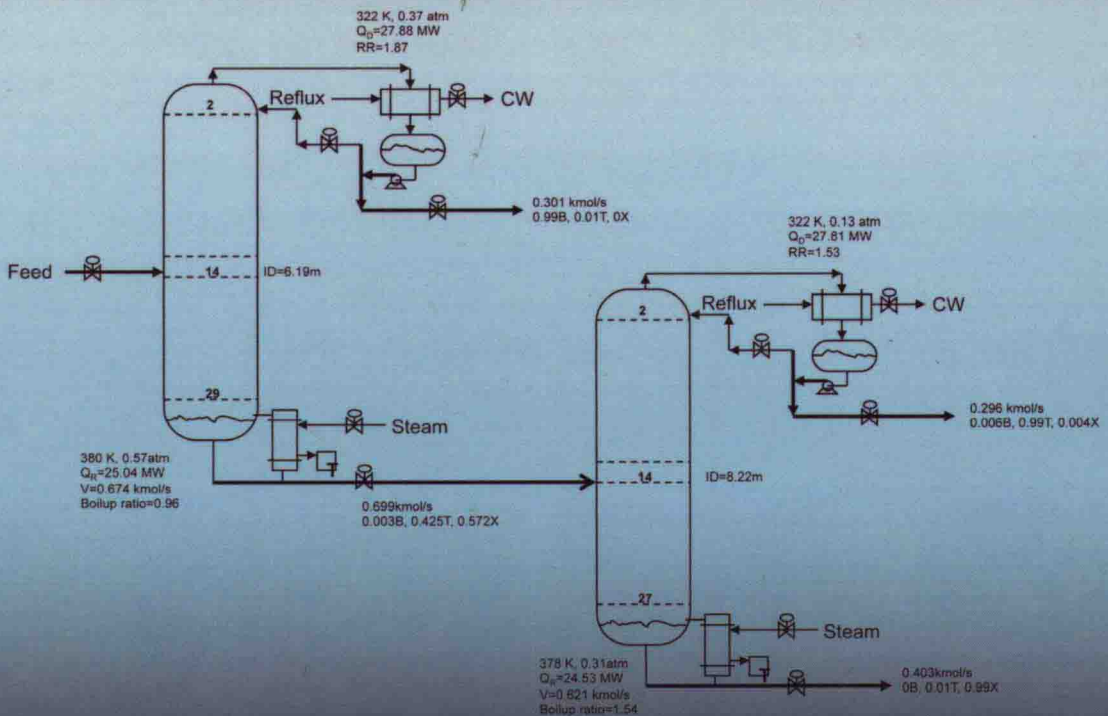 322 K, 0.37 atm
Q_D=27.88 MW
RR=1.87
Reflux
CW
2
0.301 kmol/s
0.99B, 0.01T, 0X
Feed
14
ID=6.19m
29
Steam
380 K, 0.57atm
Q_R=25.04 MW
V=0.674 kmol/s
Boilup ratio=0.96
0.699kmol/s
0.003B, 0.425T, 0.572X
322 K, 0.13 atm
Q_D=27.81 MW
RR=1.53
Reflux
CW
2
0.296 kmol/s
0.006B, 0.99T, 0.004X
14
ID=8.22m
27
Steam
378 K, 0.31atm
Q_R=24.53 MW
V=0.621 kmol/s
Boilup ratio=1.54
0.403kmol/s
0B, 0.01T, 0.99X